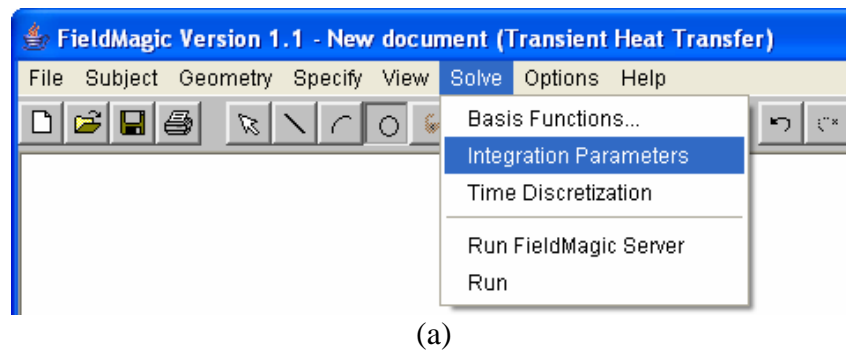 FieldMagic Version 1.1 - New document (Transient Heat Transfer)
File Subject Geometry Specify View Solve Options Help
Basis Functions...
Integration Parameters
Time Discretization
Run FieldMagic Server
Run
(a)